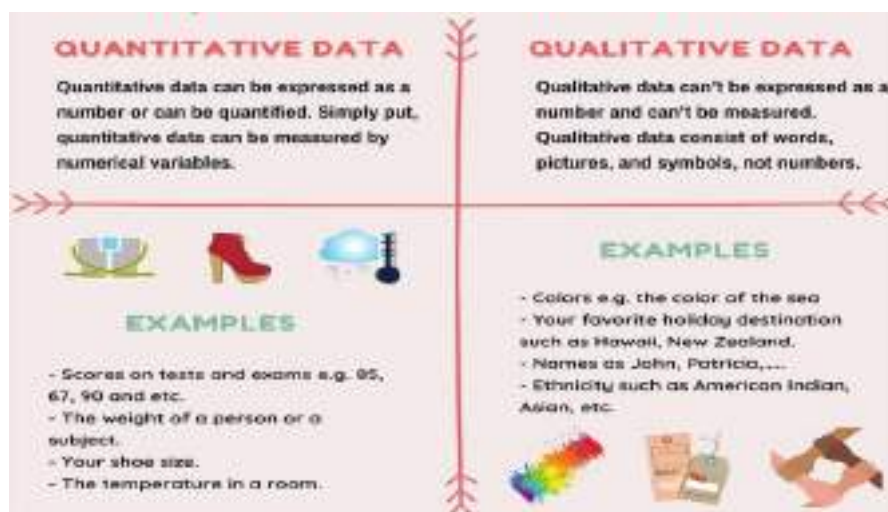 QUANTITATIVE DATA
Quantitative data can be expressed as a
number or can be quantified. Simply put,
quantitative data can be measured by
numerical variables.
EXAMPLES
- Scores on tests and exams e.g. 85,
67, 90 and etc.
- The weight of a person or a
subject.
- Your shoe size.
- The temperature in a room.
QUALITATIVE DATA
Qualitative data can't be expressed as a
number and can't be measured.
Qualitative data consist of words,
pictures, and symbols, not numbers.
EXAMPLES
- Colors e.g. the color of the sea
- Your favorite holiday destination
such as Hawaii, New Zealand.
- Names as John, Patricia,.....
- Ethnicity such as American Indian,
Asian, etc.